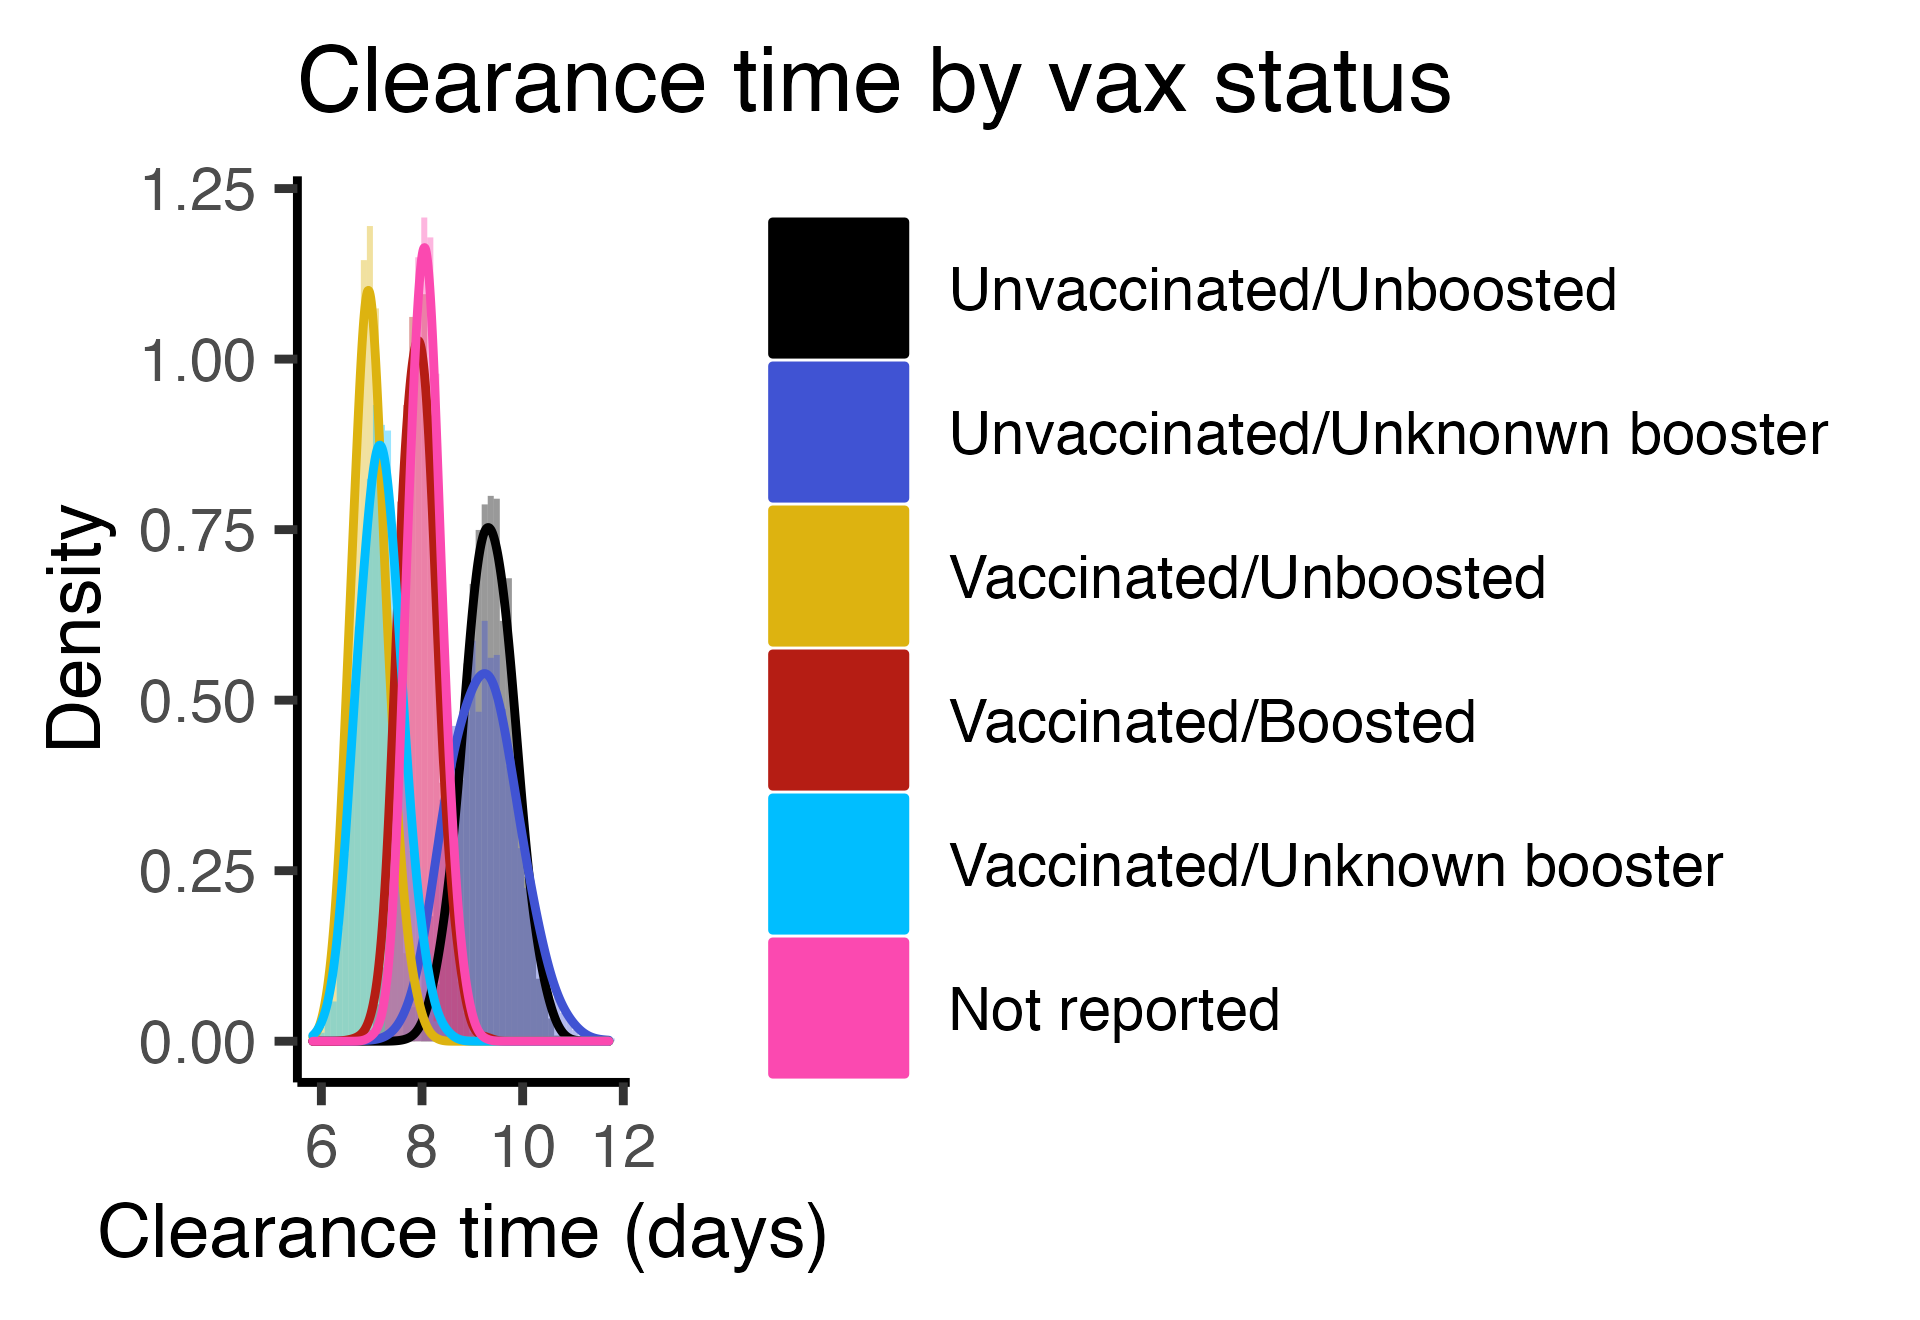 Clearance time by vax status
1.25
1.00
0.75
0.50
0.25
0.00
Density
6 8 10 12
Clearance time (days)
Unvaccinated/Unboosted
Unvaccinated/Unknonwn booster
Vaccinated/Unboosted
Vaccinated/Boosted
Vaccinated/Unknown booster
Not reported